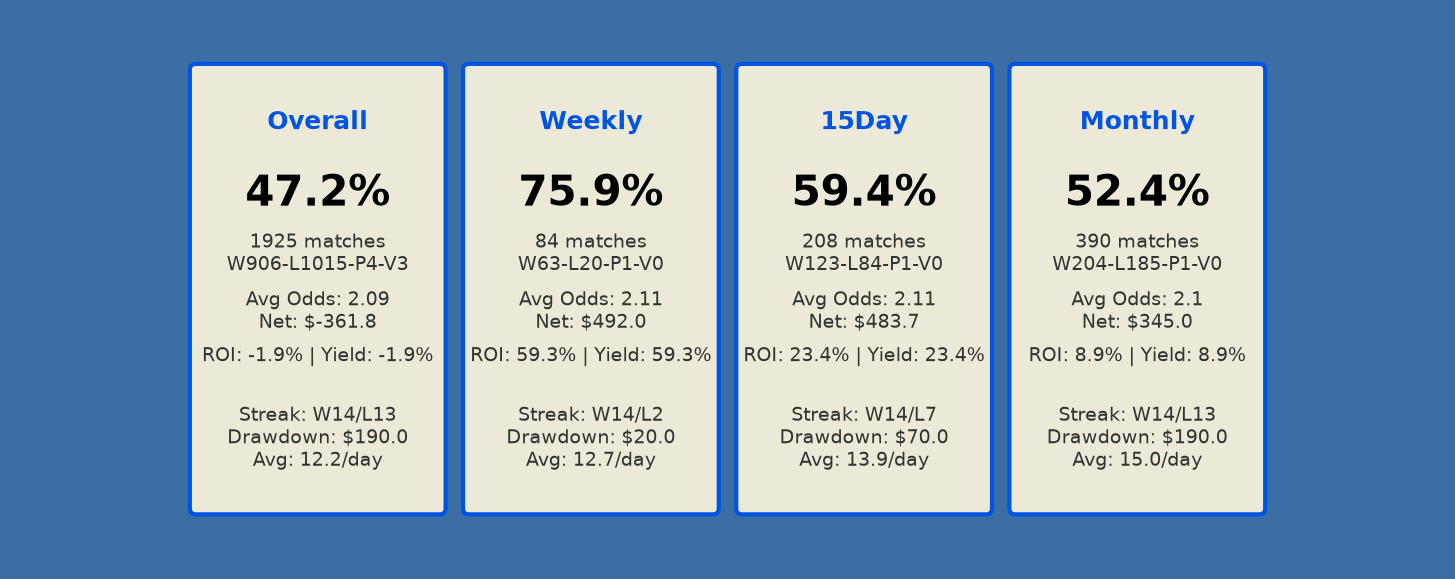 Overall
47.2%
1925 matches
W906-L1015-P4-V3
Avg Odds: 2.09
Net: $-361.8
ROI: -1.9% | Yield: -1.9%
Streak: W14/L13
Drawdown: $190.0
Avg: 12.2/day
Weekly
75.9%
84 matches
W63-L20-P1-V0
Avg Odds: 2.11
Net: $492.0
ROI: 59.3% | Yield: 59.3%
Streak: W14/L2
Drawdown: $20.0
Avg: 12.7/day
15Day
59.4%
208 matches
W123-L84-P1-V0
Avg Odds: 2.11
Net: $483.7
ROI: 23.4% | Yield: 23.4%
Streak: W14/L7
Drawdown: $70.0
Avg: 13.9/day
Monthly
52.4%
390 matches
W204-L185-P1-V0
Avg Odds: 2.1
Net: $345.0
ROI: 8.9% | Yield: 8.9%
Streak: W14/L13
Drawdown: $190.0
Avg: 15.0/day